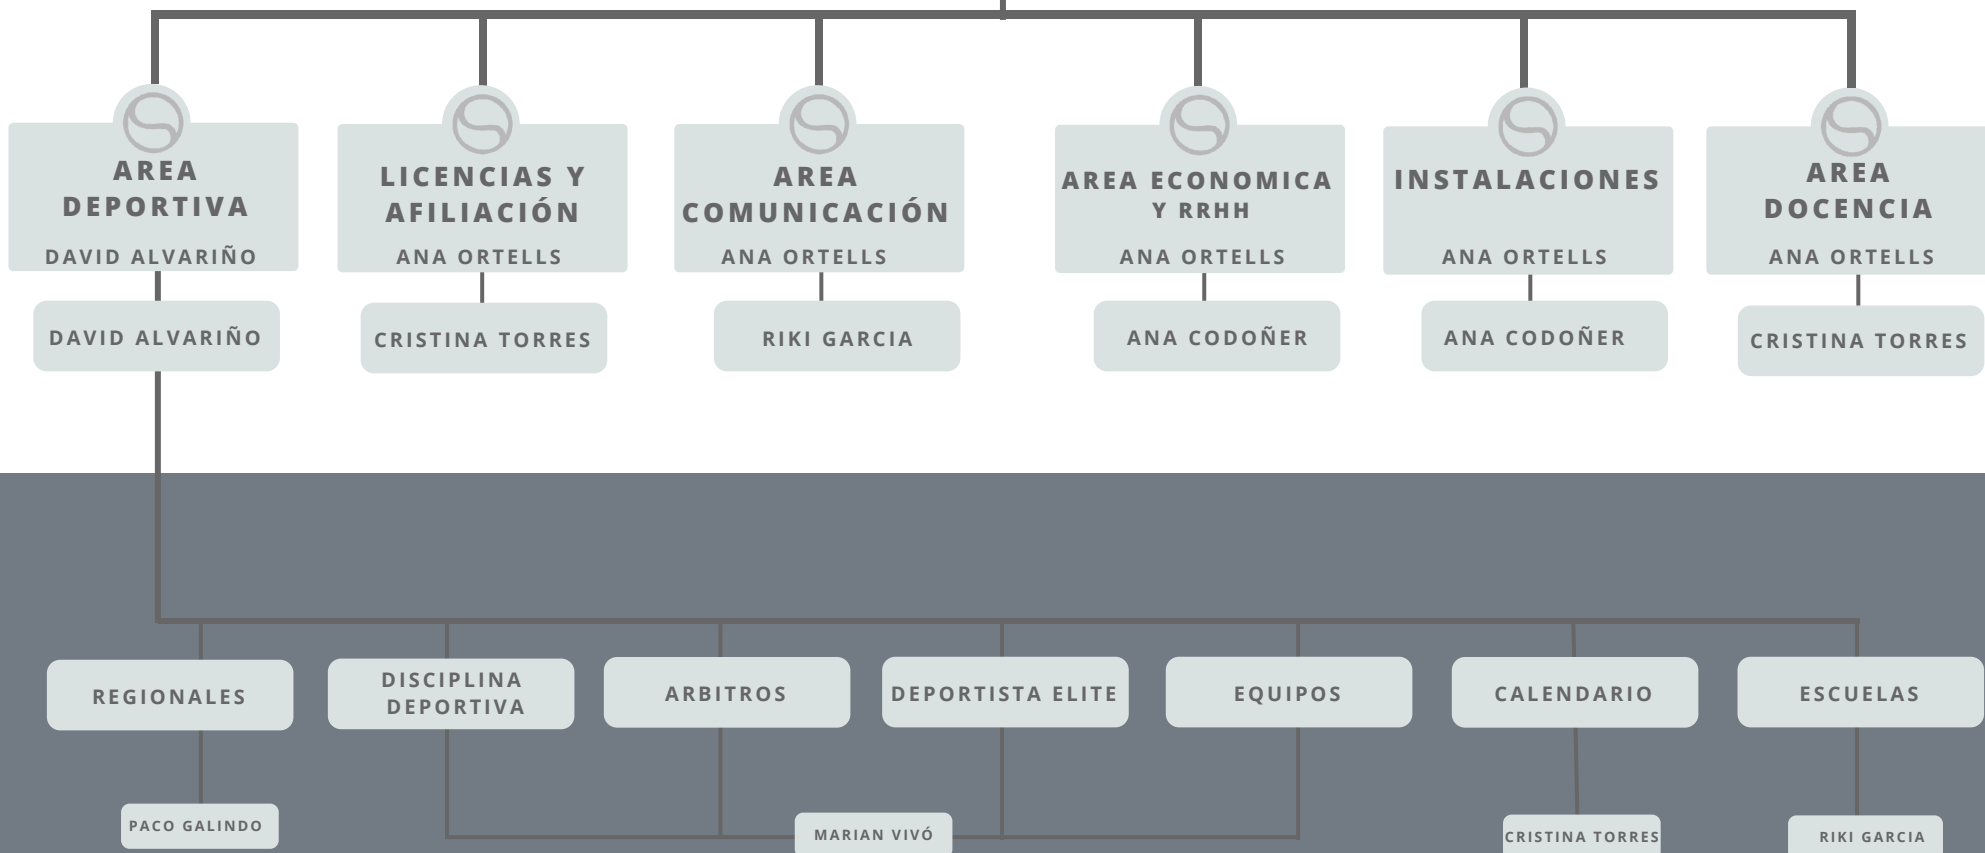 AREA
DEPORTIVA
DAVID ALVARIÑO
DAVID ALVARIÑO
LICENCIAS Y
AFILIACIÓN
ANA ORTELLS
CRISTINA TORRES
AREA
COMUNICACIÓN
ANA ORTELLS
RIKI GARCIA
AREA ECONOMICA
Y RRHH
ANA ORTELLS
ANA CODOÑER
INSTALACIONES
ANA ORTELLS
ANA CODOÑER
AREA
DOCENCIA
ANA ORTELLS
CRISTINA TORRES
REGIONALES
DISCIPLINA
DEPORTIVA
ARBITROS
DEPORTISTA ELITE
EQUIPOS
CALENDARIO
ESCUELAS
PACO GALINDO
MARIAN VIVÓ
CRISTINA TORRES
RIKI GARCIA